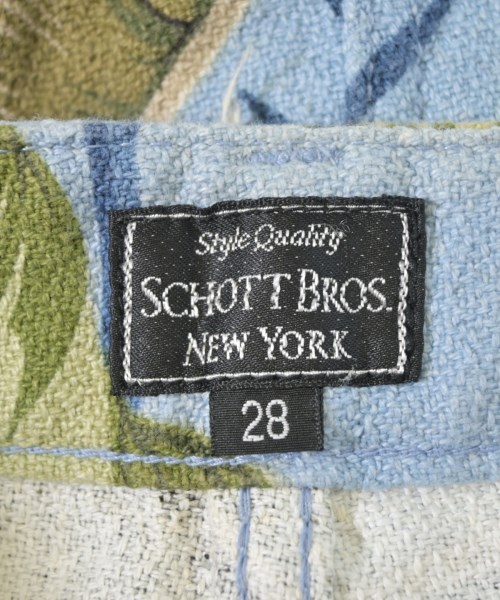 Style Quality
SCHOTT BROS.
NEW YORK
28